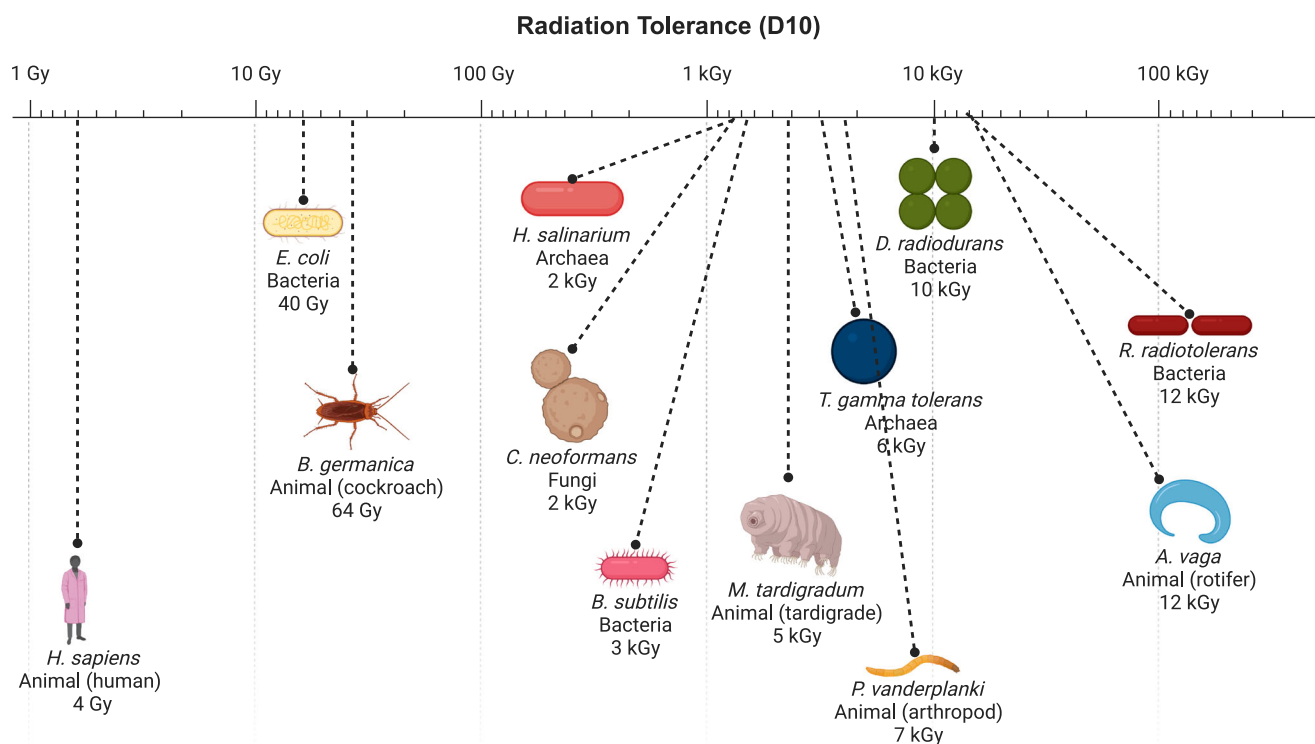 Radiation Tolerance (D10)
1 Gy
10 Gy
100 Gy
1 kGy
10 kGy
100 kGy
H. sapiens
Animal (human)
4 Gy
E. coli
Bacteria
40 Gy
B. germanica
Animal (cockroach)
64 Gy
H. salinarium
Archaea
2 kGy
C. neoformans
Fungi
2 kGy
B. subtilis
Bacteria
3 kGy
M. tardigradum
Animal (tardigrade)
5 kGy
T. gamma tolerans
Archaea
6 kGy
P. vanderplanki
Animal (arthropod)
7 kGy
D. radiodurans
Bacteria
10 kGy
R. radiotolerans
Bacteria
12 kGy
A. vaga
Animal (rotifer)
12 kGy